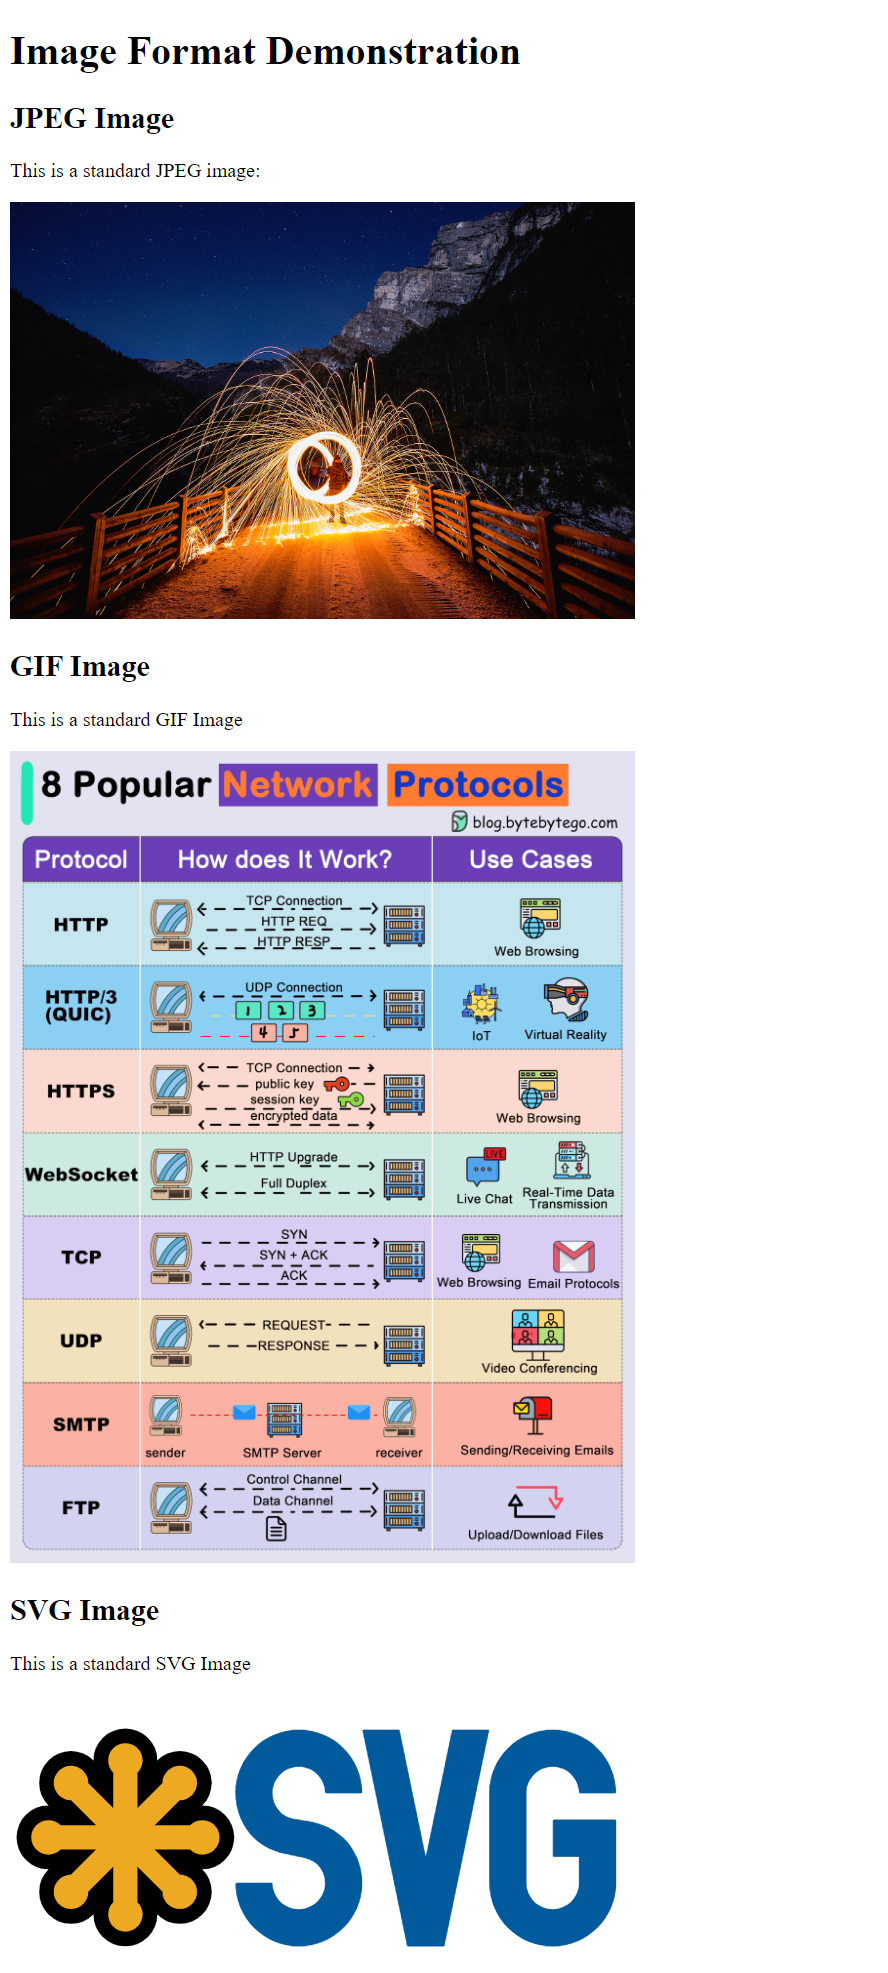 Image Format Demonstration
JPEG Image
This is a standard JPEG image:
GIF Image
This is a standard GIF Image
8 Popular Network Protocols
blog.bytebytego.com
Protocol How does It Work? Use Cases
HTTP
TCP Connection
HTTP REQ
HTTP RESP
Web Browsing
HTTP/3
(QUIC)
UDP Connection
1 2 3
4 5
IoT
Virtual Reality
HTTPS
TCP Connection
public key
session key
encrypted data
Web Browsing
WebSocket
HTTP Upgrade
Full Duplex
LIVE
Live Chat
Real-Time Data
Transmission
TCP
SYN
SYN + ACK
ACK
Web Browsing
Email Protocols
UDP
REQUEST
RESPONSE
Video Conferencing
SMTP
sender
SMTP Server
receiver
Sending/Receiving Emails
FTP
Control Channel
Data Channel
Upload/Download Files
SVG Image
This is a standard SVG Image
SVG